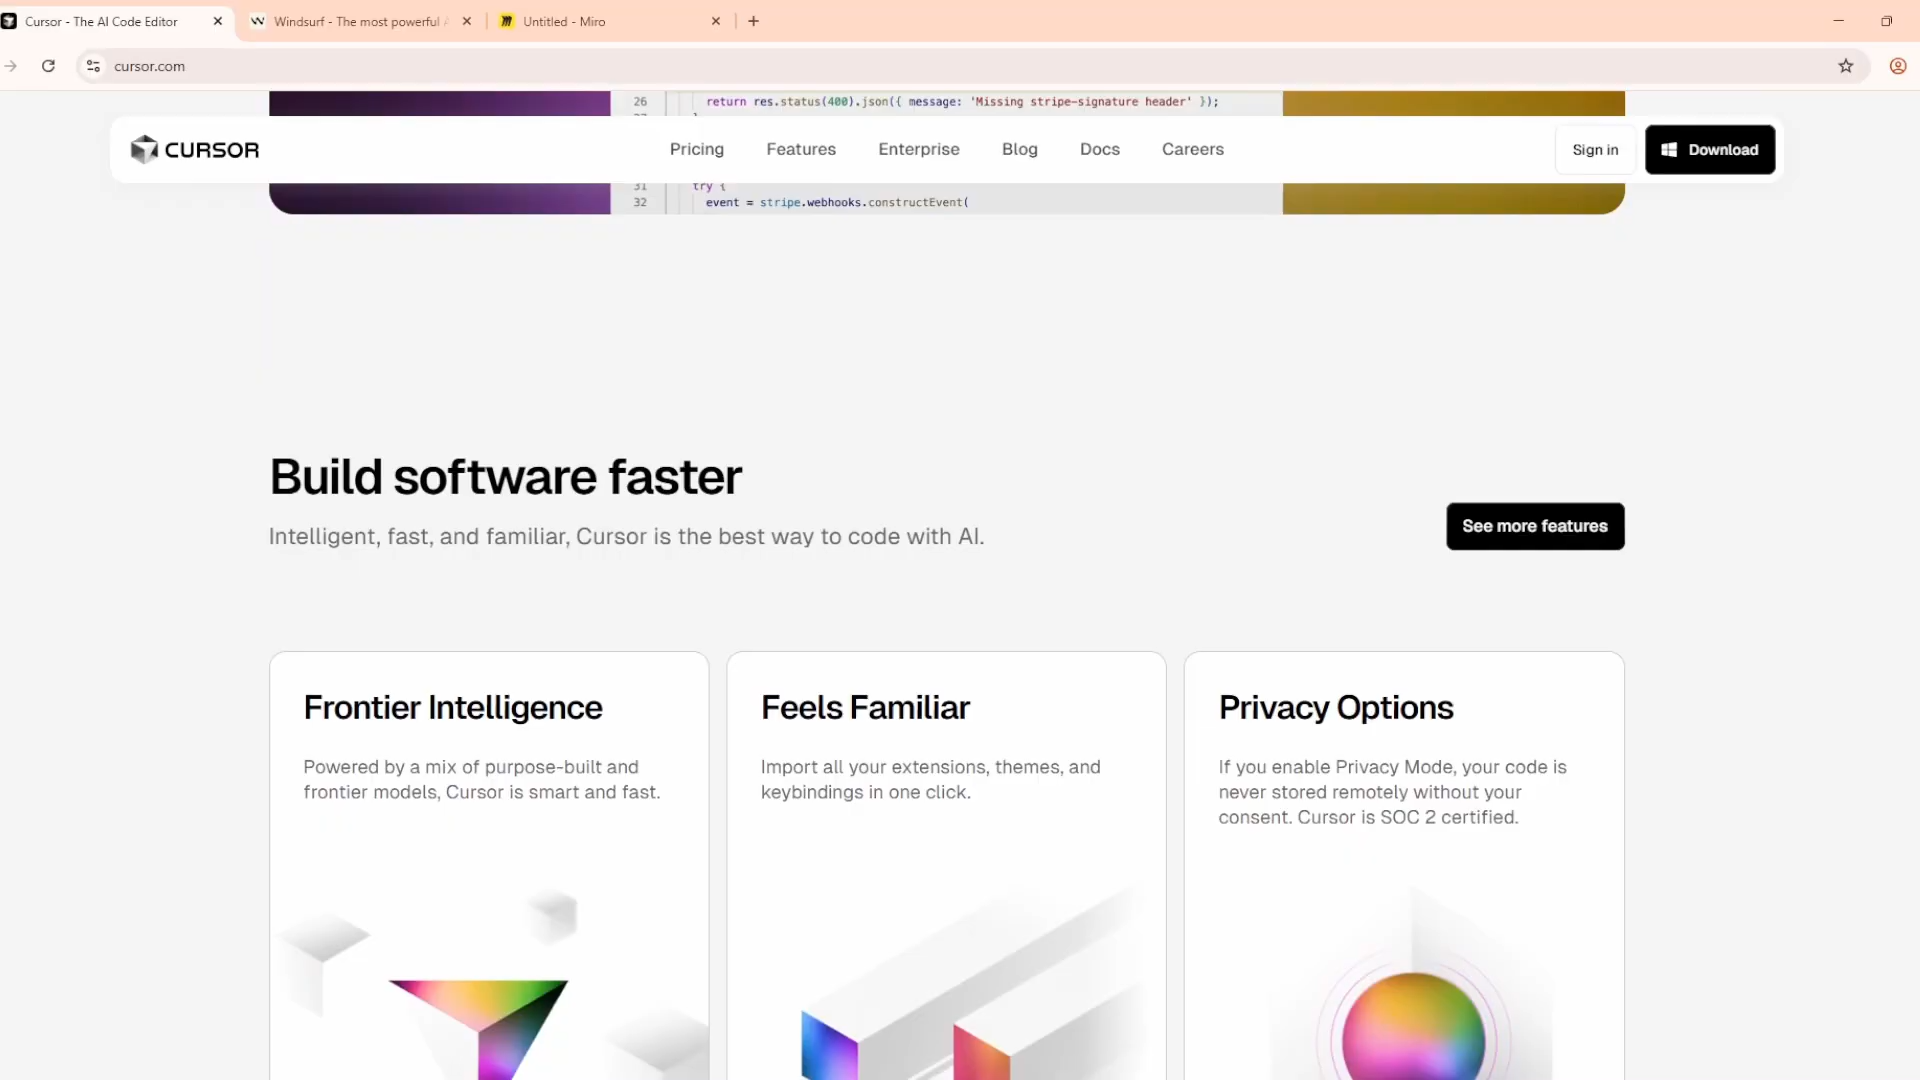 Cursor - The AI Code Editor
Windsurf - The most powerful
Untitled - Miro
cursor.com
26 return res.status(400).json({ message: 'Missing stripe-signature header' });
CURSOR
Pricing
Features
Enterprise
Blog
Docs
Careers
Sign in
Download
31 try {
32 event = stripe.webhooks.constructEvent(
Build software faster
Intelligent, fast, and familiar, Cursor is the best way to code with AI.
See more features
Frontier Intelligence
Powered by a mix of purpose-built and
frontier models, Cursor is smart and fast.
Feels Familiar
Import all your extensions, themes, and
keybindings in one click.
Privacy Options
If you enable Privacy Mode, your code is
never stored remotely without your
consent. Cursor is SOC 2 certified.